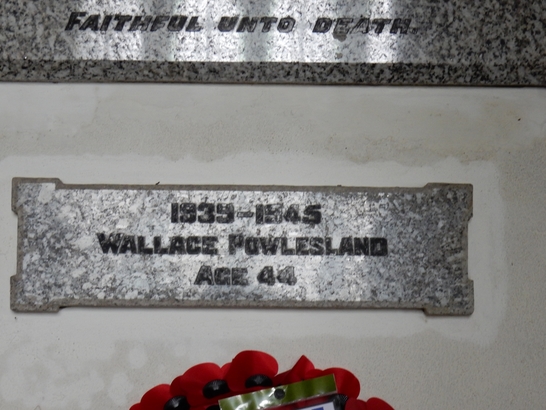 FAITHFUL UNTO DEATH.
1939-1945
WALLACE POWLESLAND
AGE 44